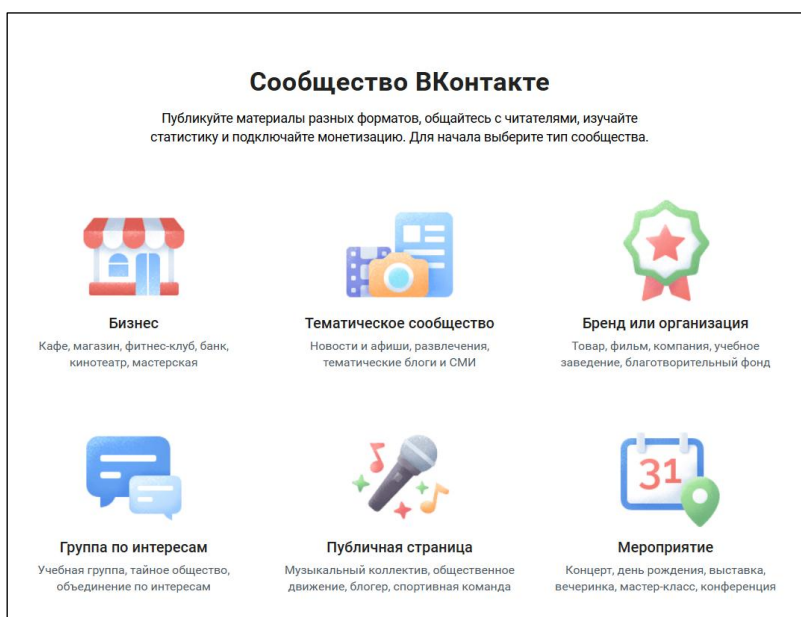 Сообщество ВКонтакте
Публикуйте материалы разных форматов, общайтесь с читателями, изучайте
статистику и подключайте монетизацию. Для начала выберите тип сообщества.
Бизнес
Кафе, магазин, фитнес-клуб, банк,
кинотеатр, мастерская
Тематическое сообщество
Новости и афиши, развлечения,
тематические блоги и СМИ
Бренд или организация
Товар, фильм, компания, учебное
заведение, благотворительный фонд
Группа по интересам
Учебная группа, тайное общество,
объединение по интересам
Публичная страница
Музыкальный коллектив, общественное
движение, блогер, спортивная команда
31
Мероприятие
Концерт, день рождения, выставка,
вечеринка, мастер-класс, конференция